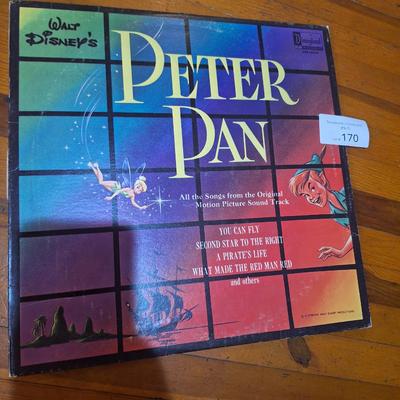 WALT
DISNEY'S
Disneyland
PETER
PAN
LOT # 170
All the Songs from the Original
Motion Picture Sound Track
YOU CAN FLY
SECOND STAR TO THE RIGHT
A PIRATE'S LIFE
WHAT MADE THE RED MAN RED
and others